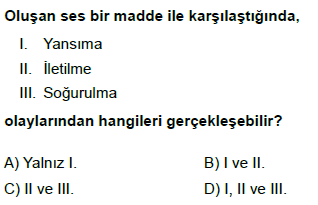 Oluşan ses bir madde ile karşılaştığında,
I. Yansıma
II. İletilme
III. Soğurulma
olaylarından hangileri gerçekleşebilir?
A) Yalnız I. B) I ve II.
C) II ve III. D) I, II ve III.